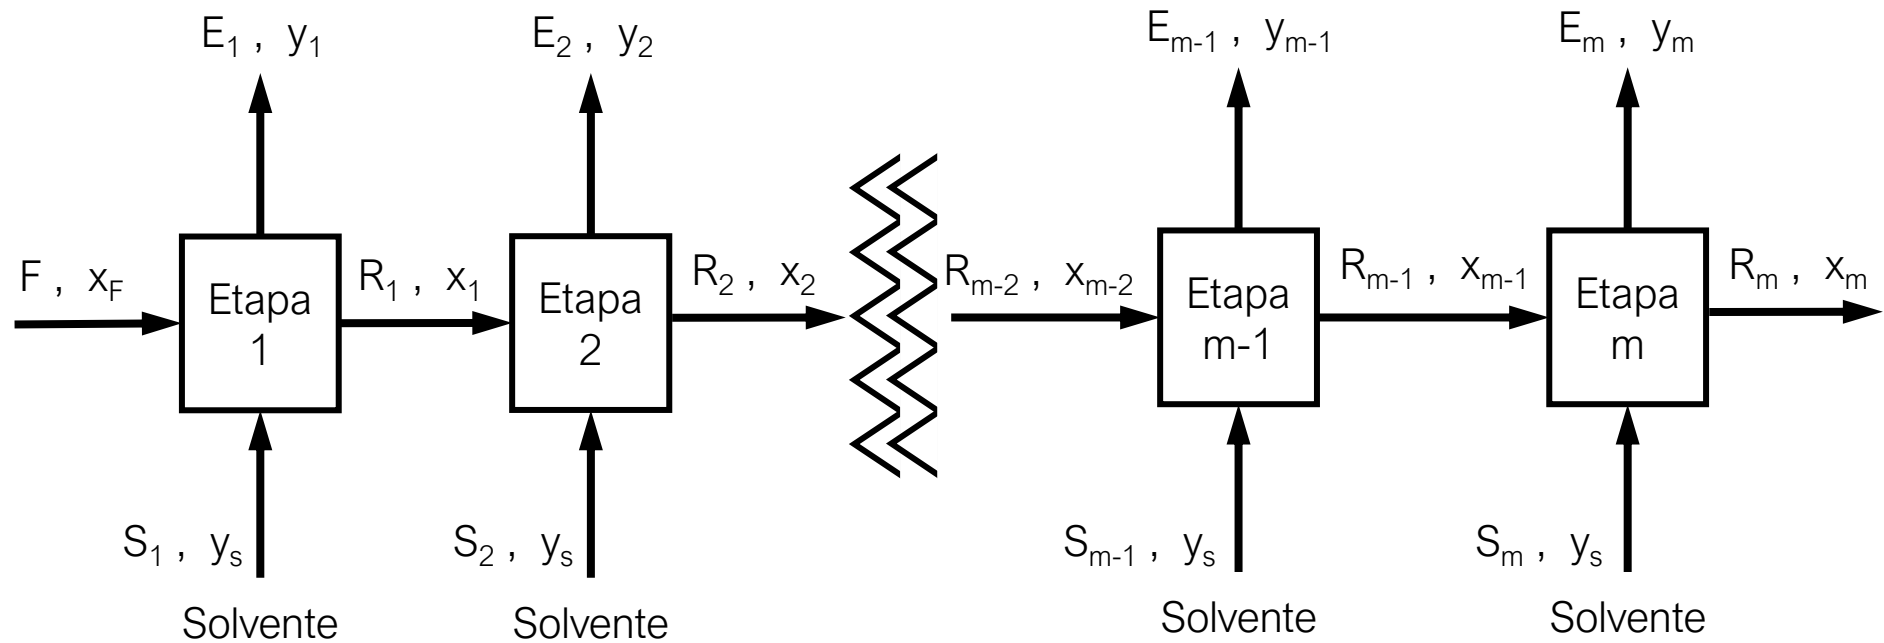 E₁ , y₁
E₂ , y₂
Eₘ₋₁ , yₘ₋₁
Eₘ , yₘ
F , x_F
Etapa
1
R₁ , x₁
Etapa
2
R₂ , x₂
Rₘ₋₂ , xₘ₋₂
Etapa
m-1
Rₘ₋₁ , xₘ₋₁
Etapa
m
Rₘ , xₘ
S₁ , yₛ
S₂ , yₛ
Sₘ₋₁ , yₛ
Sₘ , yₛ
Solvente
Solvente
Solvente
Solvente